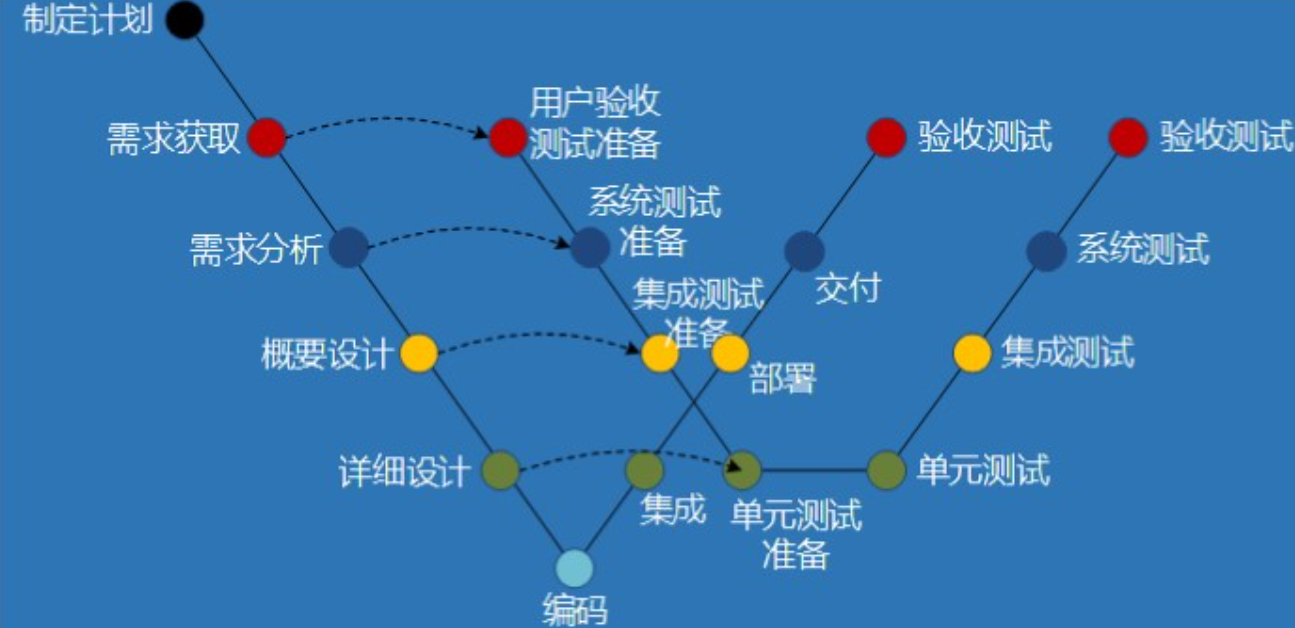 制定计划
需求获取
用户验收
测试准备
验收测试
验收测试
需求分析
系统测试
准备
交付
系统测试
概要设计
集成测试
准备
部署
集成测试
详细设计
集成
单元测试
准备
单元测试
编码